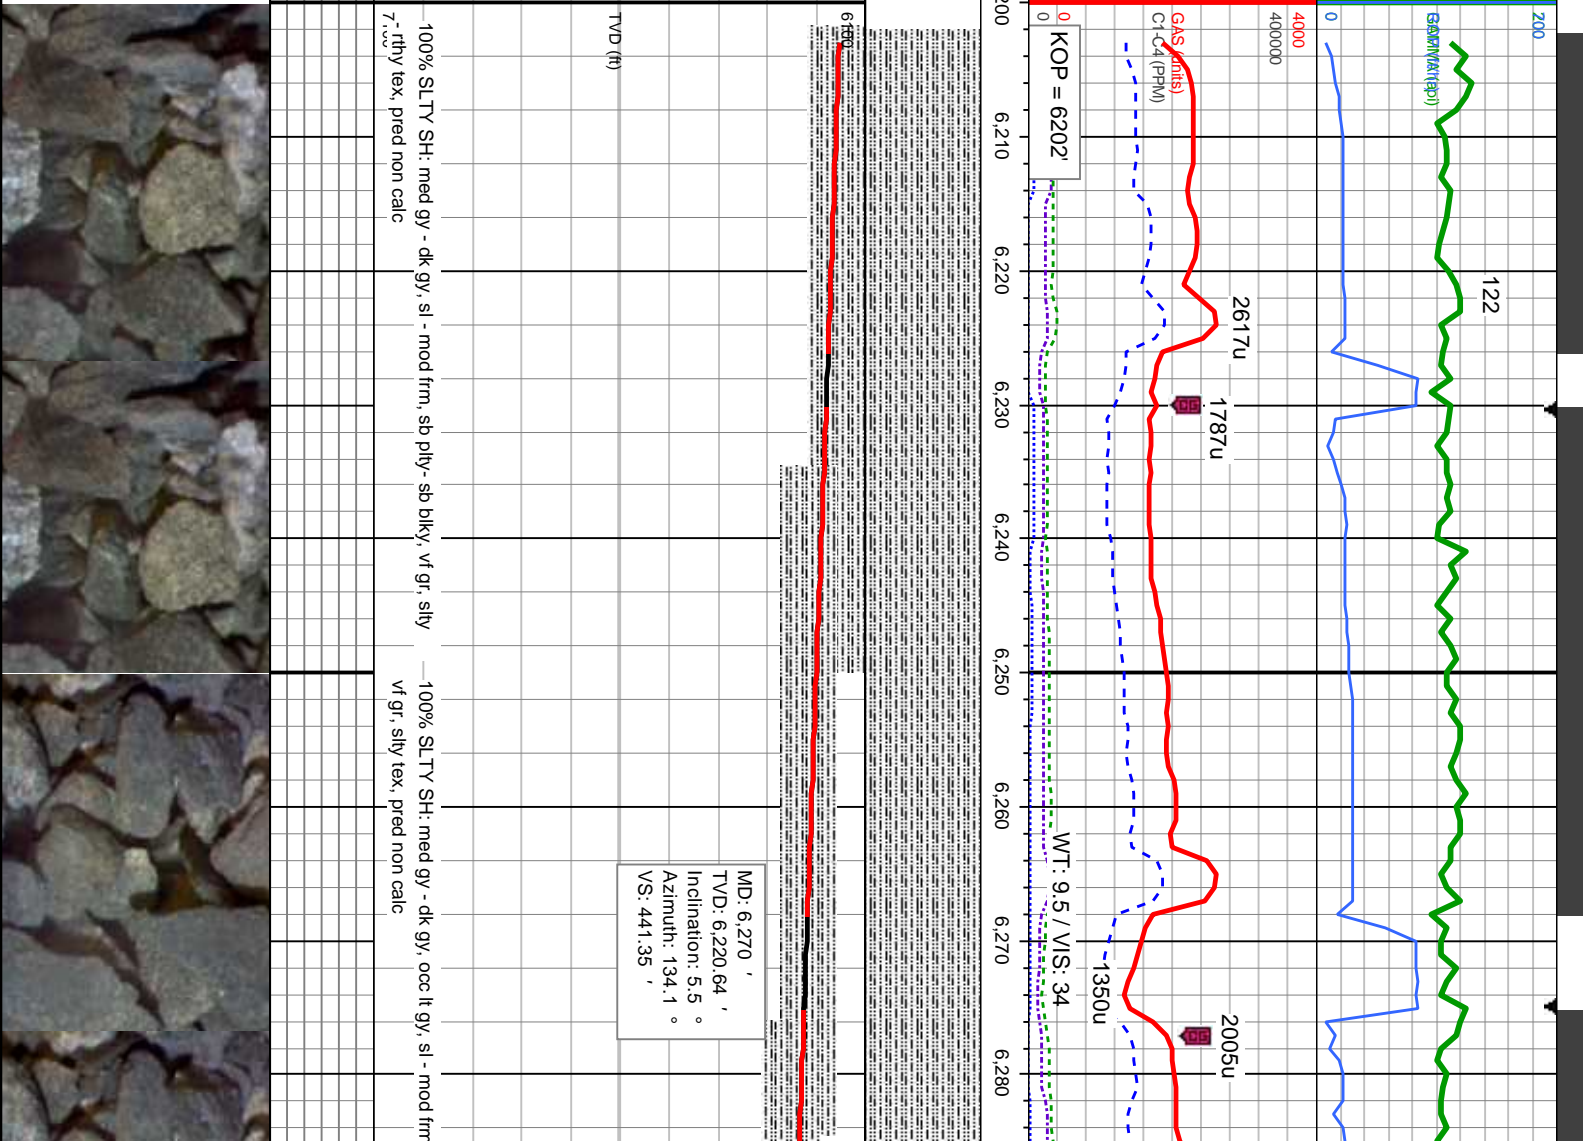 200
0
GAMMA (api)
4000
400000
GAS (units)
C1-C4 (PPM)
0
0
KOP = 6202'
122
2617u
1787u
WT: 9.5 / VIS: 34
1350u
2005u
200
6,210
6,220
6,230
6,240
6,250
6,260
6,270
6,280
6100
TVD (ft)
MD: 6,270 '
TVD: 6,220.64 '
Inclination: 5.5 °
Azimuth: 134.1 °
VS: 441.35 '
100% SLTY SH: med gy - dk gy, sl - mod frm, sb plty- sb blky, vf gr, slty
- rthy tex, pred non calc
100% SLTY SH: med gy - dk gy, occ lt gy, sl - mod frm
vf gr, slty tex, pred non calc